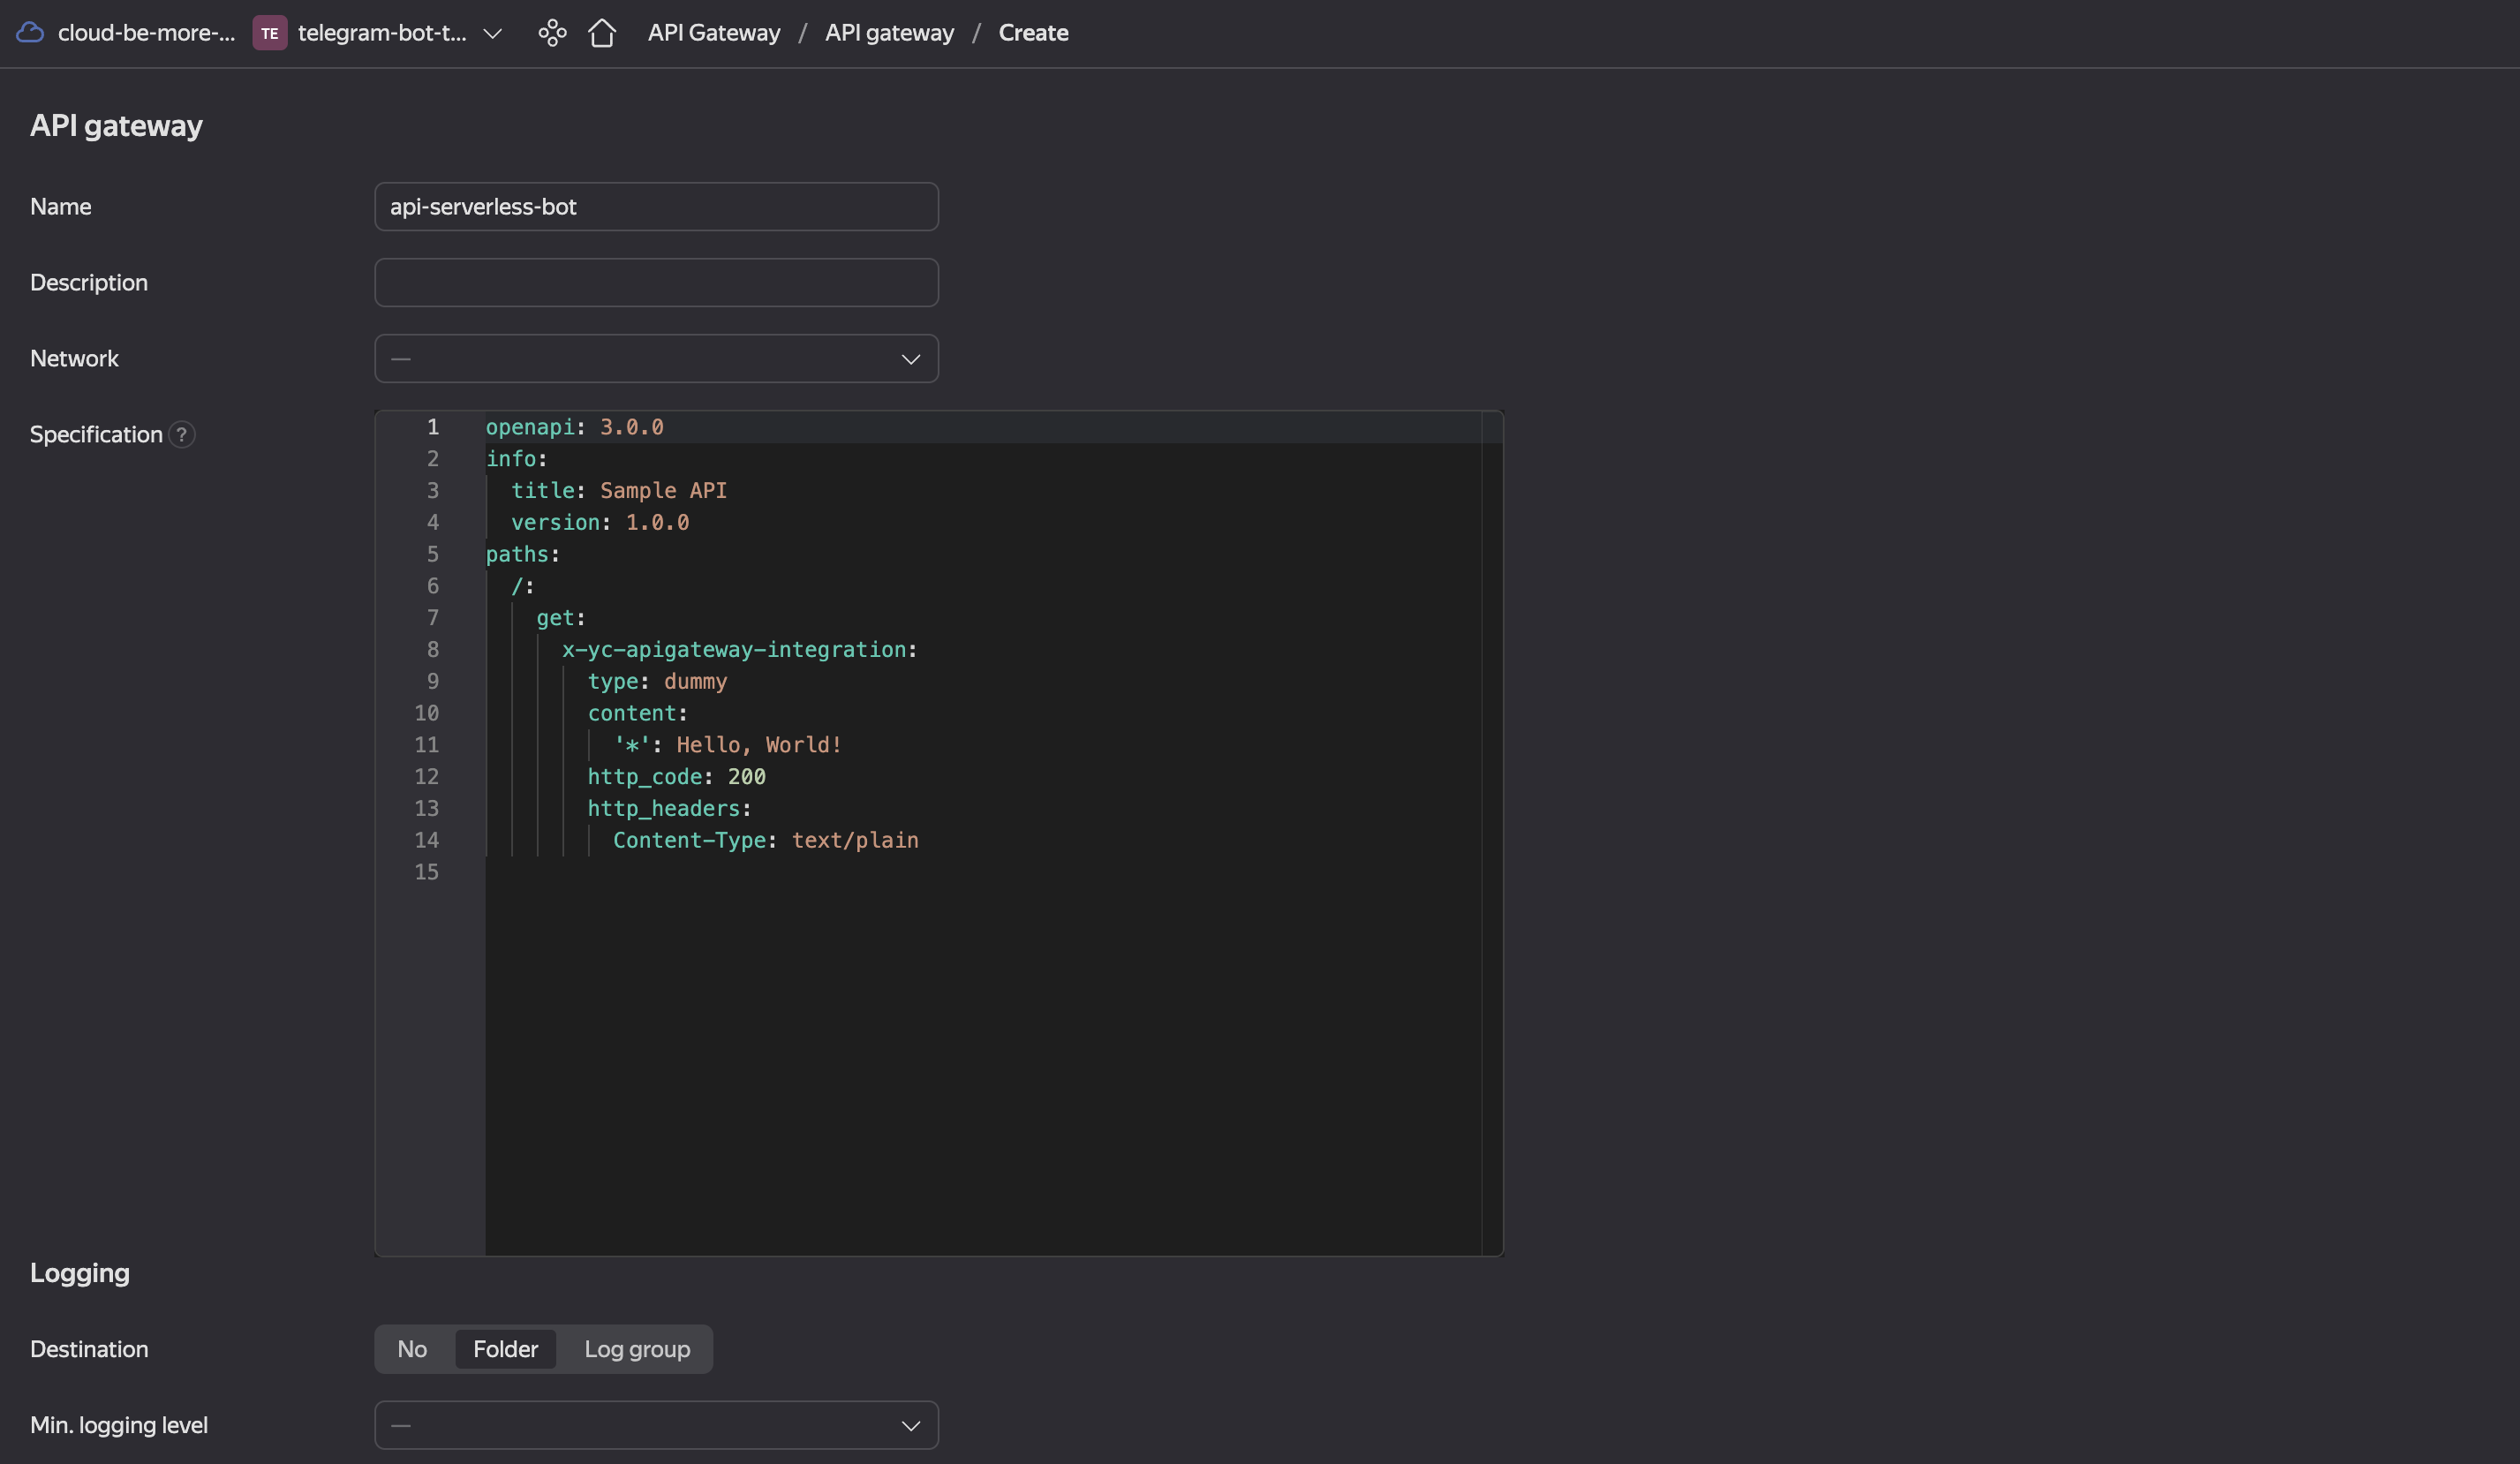 cloud-be-more-... TE telegram-bot-t... API Gateway / API gateway / Create
API gateway
Name api-serverless-bot
Description
Network —
Specification ?
1 openapi: 3.0.0
2 info:
3 title: Sample API
4 version: 1.0.0
5 paths:
6 /:
7 get:
8 x-yc-apigateway-integration:
9 type: dummy
10 content:
11 '*': Hello, World!
12 http_code: 200
13 http_headers:
14 Content-Type: text/plain
15
Logging
Destination No Folder Log group
Min. logging level —